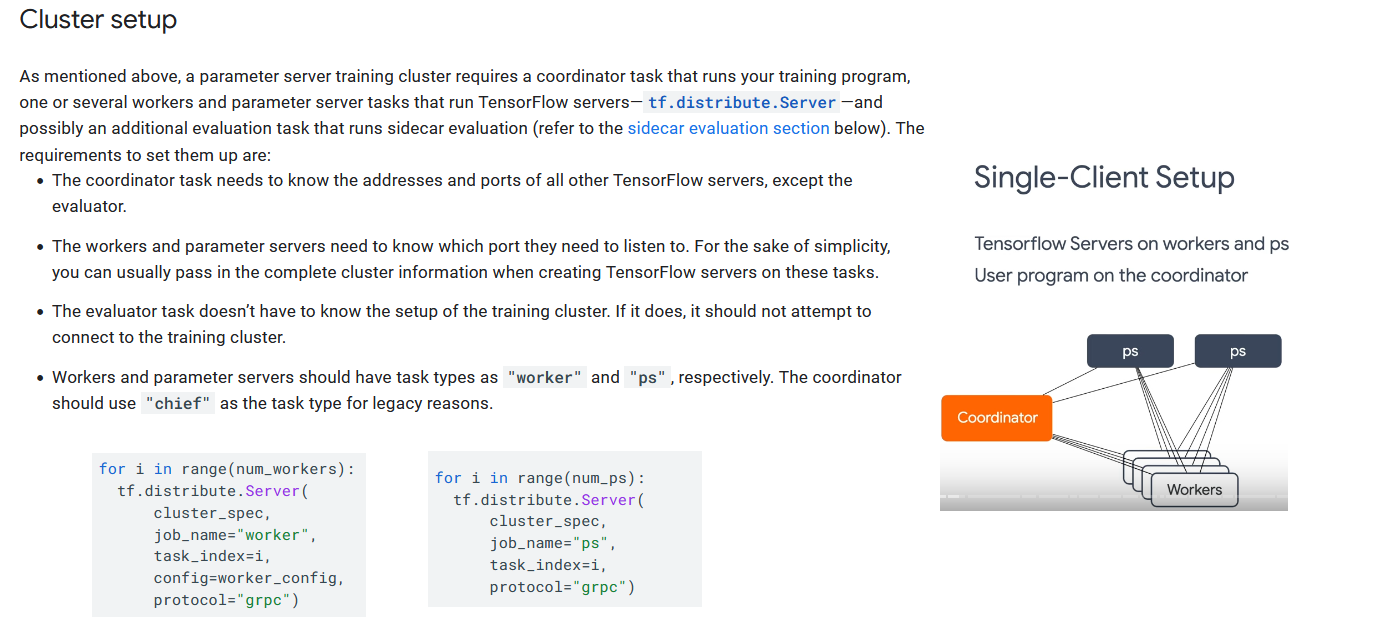 Cluster setup
As mentioned above, a parameter server training cluster requires a coordinator task that runs your training program,
one or several workers and parameter server tasks that run TensorFlow servers— tf.distribute.Server —and
possibly an additional evaluation task that runs sidecar evaluation (refer to the sidecar evaluation section below). The
requirements to set them up are:
• The coordinator task needs to know the addresses and ports of all other TensorFlow servers, except the
evaluator.
• The workers and parameter servers need to know which port they need to listen to. For the sake of simplicity,
you can usually pass in the complete cluster information when creating TensorFlow servers on these tasks.
• The evaluator task doesn’t have to know the setup of the training cluster. If it does, it should not attempt to
connect to the training cluster.
• Workers and parameter servers should have task types as "worker" and "ps" , respectively. The coordinator
should use "chief" as the task type for legacy reasons.
for i in range(num_workers):
  tf.distribute.Server(
      cluster_spec,
      job_name="worker",
      task_index=i,
      config=worker_config,
      protocol="grpc")
for i in range(num_ps):
  tf.distribute.Server(
      cluster_spec,
      job_name="ps",
      task_index=i,
      protocol="grpc")
Single-Client Setup
Tensorflow Servers on workers and ps
User program on the coordinator
ps
ps
Coordinator
Workers